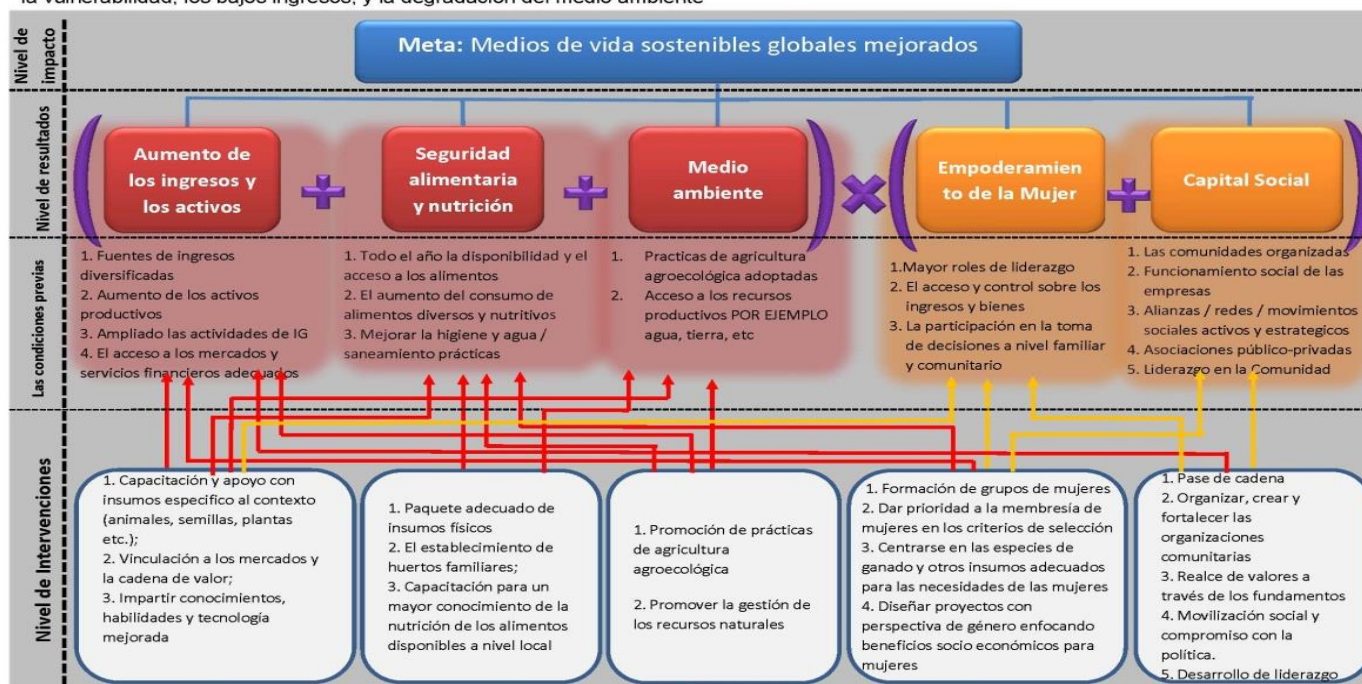 la vulnerabilidad, los bajos ingresos, y la degradación del medio ambiente
Nivel de
impacto
Meta: Medios de vida sostenibles globales mejorados
Nivel de resultados
Aumento de
los ingresos y
los activos
Seguridad
alimentaria
y nutrición
Medio
ambiente
Empoderamien
to de la Mujer
Capital Social
Las condiciones previas
1. Fuentes de ingresos
diversificadas
2. Aumento de los activos
productivos
3. Ampliado las actividades de IG
4. El acceso a los mercados y
servicios financieros adecuados
1. Todo el año la disponibilidad y el
acceso a los alimentos
2. El aumento del consumo de
alimentos diversos y nutritivos
3. Mejorar la higiene y agua /
saneamiento prácticas
1. Practicas de agricultura
agroecológica adoptadas
2. Acceso a los recursos
productivos POR EJEMPLO
agua, tierra, etc
1.Mayor roles de liderazgo
2. El acceso y control sobre los
ingresos y bienes
3. La participación en la toma
de decisiones a nivel familiar
y comunitario
1. Las comunidades organizadas
2. Funcionamiento social de las
empresas
3. Alianzas / redes / movimientos
sociales activos y estrategicos
4. Asociaciones público-privadas
5. Liderazgo en la Comunidad
Nivel de Intervenciones
1. Capacitación y apoyo con
insumos especifico al contexto
(animales, semillas, plantas
etc.);
2. Vinculación a los mercados y
la cadena de valor;
3. Impartir conocimientos,
habilidades y tecnología
mejorada
1. Paquete adecuado de
insumos físicos
2. El establecimiento de
huertos familiares;
3. Capacitación para un
mayor conocimiento de la
nutrición de los alimentos
disponibles a nivel local
1. Promoción de prácticas
de agricultura
agroecológica
2. Promover la gestión de
los recursos naturales
1. Formación de grupos de mujeres
2. Dar prioridad a la membresía de
mujeres en los criterios de selección
3. Centrarse en las especies de
ganado y otros insumos adecuados
para las necesidades de las mujeres
4. Diseñar proyectos con
perspectiva de género enfocando
beneficios socio económicos para
mujeres
1. Pase de cadena
2. Organizar, crear y
fortalecer las
organizaciones
comunitarias
3. Realce de valores a
través de los fundamentos
4. Movilización social y
compromiso con la
política.
5. Desarrollo de liderazgo